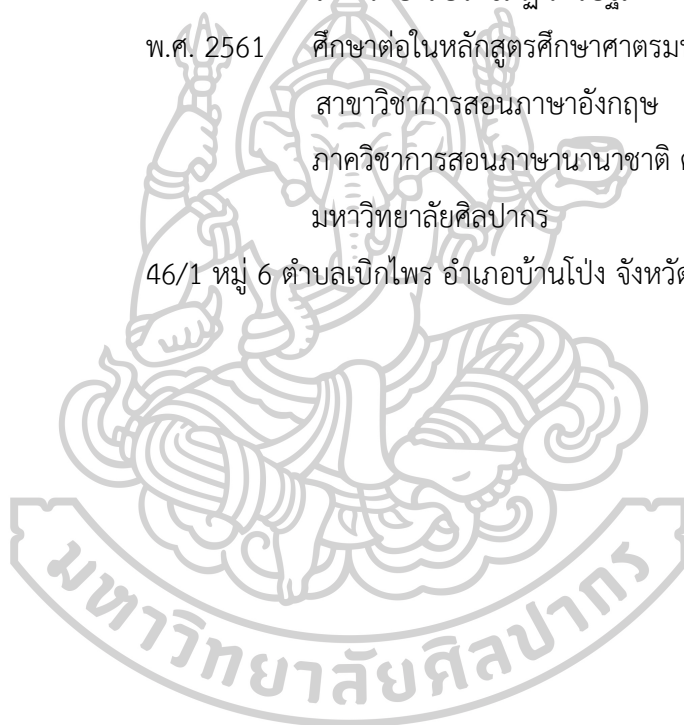 พ.ศ. 2561 ศึกษาต่อในหลักสูตรศึกษาศาตรม
สาขาวิชาการสอนภาษาอังกฤษ
ภาควิชาการสอนภาษานานาชาติ
มหาวิทยาลัยศิลปากร
46/1 หมู่ 6 ตำบลเบิกไพร อำเภอบ้านโป่ง จังหวัด
มหาวิทยาลัยศิลปากร